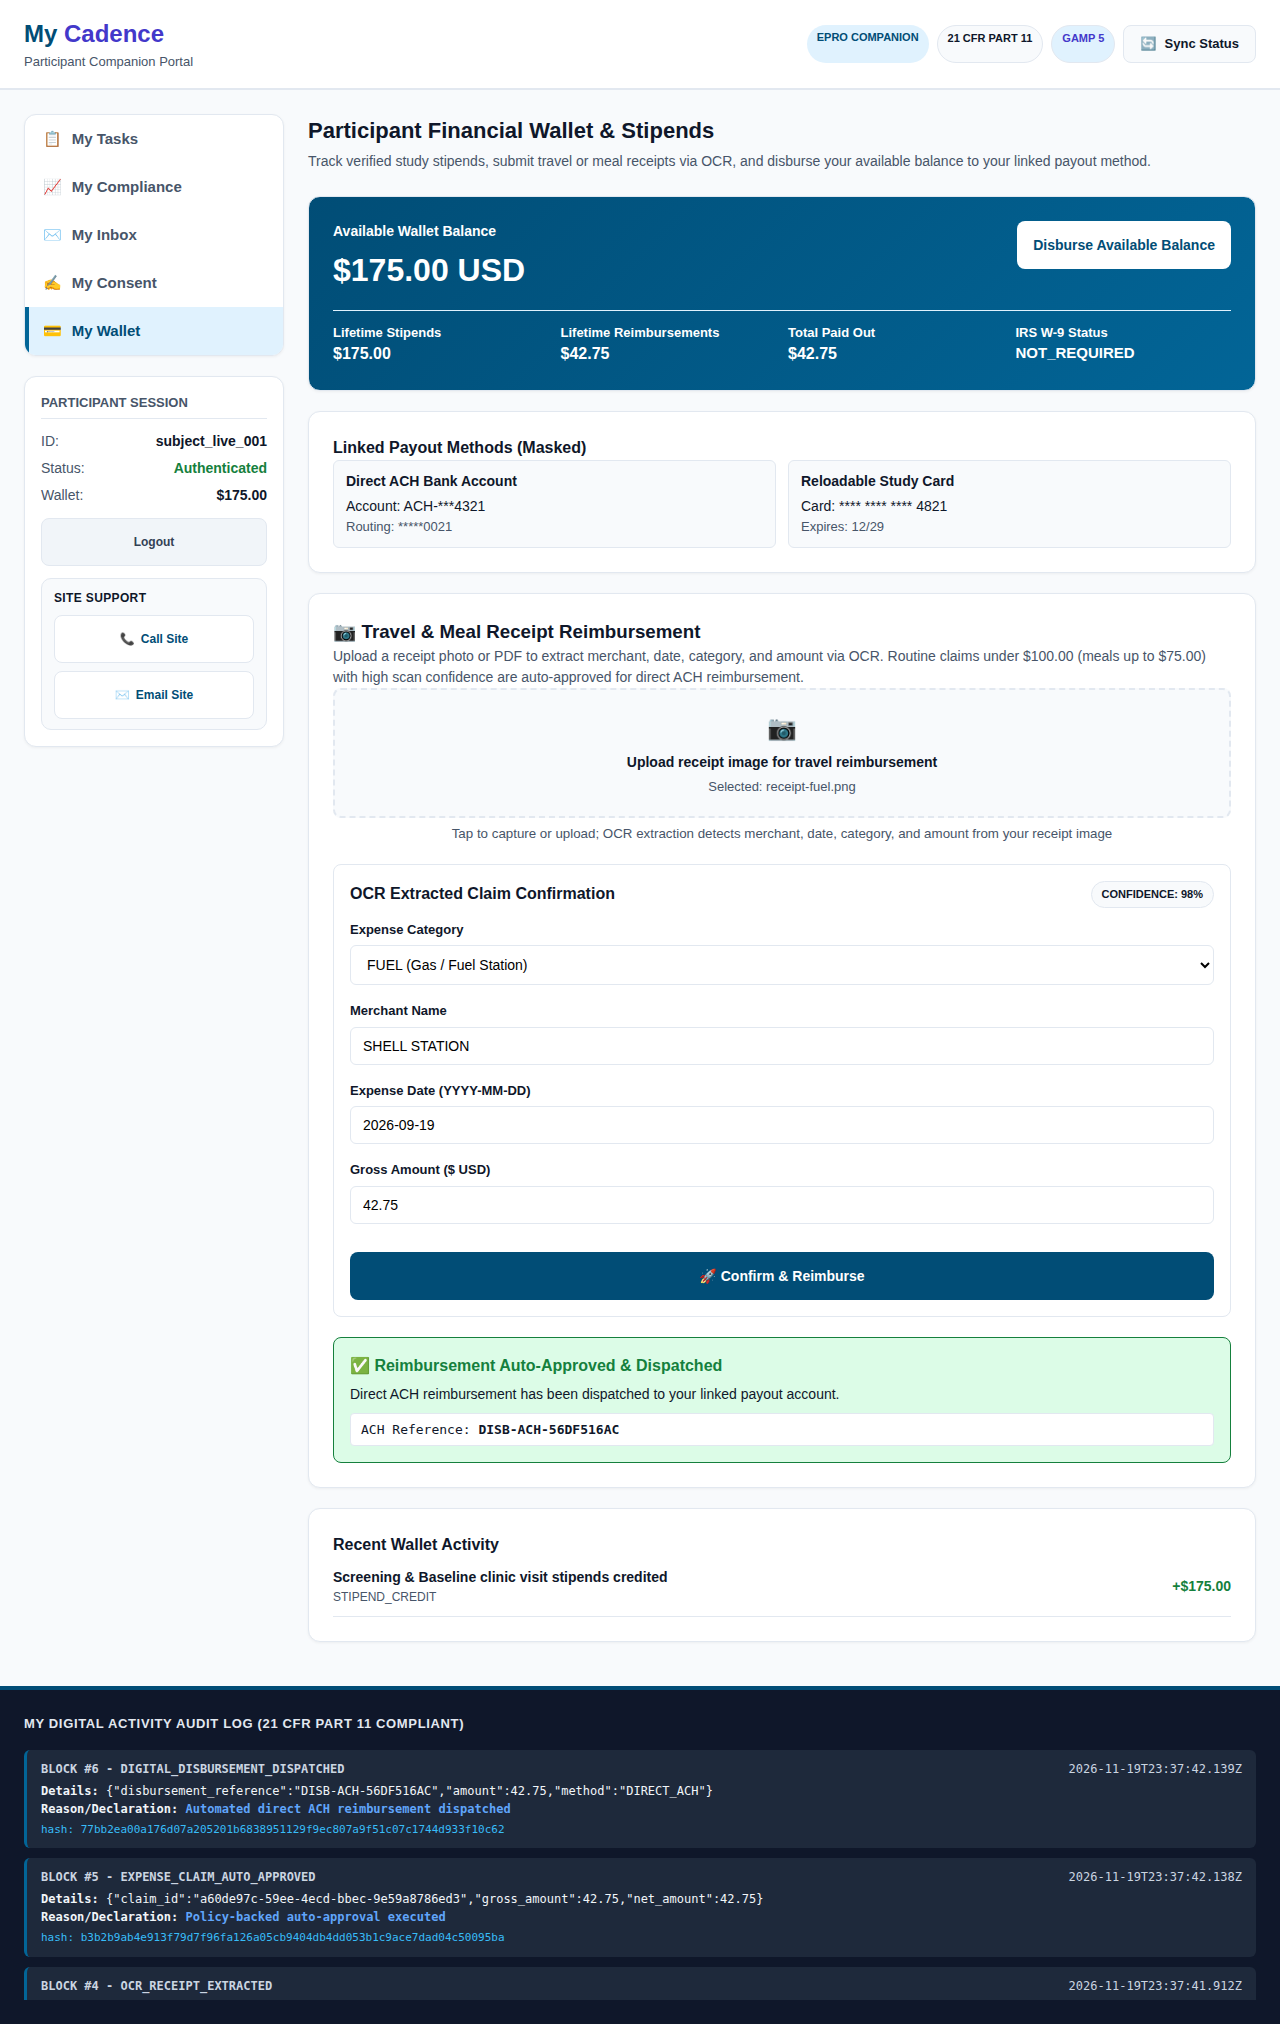 My Cadence
Participant Companion Portal
EPRO COMPANION
21 CFR PART 11
GAMP 5
Sync Status
My Tasks
My Compliance
My Inbox
My Consent
My Wallet
PARTICIPANT SESSION
ID: subject_live_001
Status: Authenticated
Wallet: $175.00
Logout
SITE SUPPORT
Call Site
Email Site
Participant Financial Wallet & Stipends
Track verified study stipends, submit travel or meal receipts via OCR, and disburse your available balance to your linked payout method.
Available Wallet Balance
$175.00 USD
Disburse Available Balance
Lifetime Stipends
$175.00
Lifetime Reimbursements
$42.75
Total Paid Out
$42.75
IRS W-9 Status
NOT_REQUIRED
Linked Payout Methods (Masked)
Direct ACH Bank Account
Account: ACH-***4321
Routing: *****0021
Reloadable Study Card
Card: **** **** **** 4821
Expires: 12/29
Travel & Meal Receipt Reimbursement
Upload a receipt photo or PDF to extract merchant, date, category, and amount via OCR. Routine claims under $100.00 (meals up to $75.00)
with high scan confidence are auto-approved for direct ACH reimbursement.
Upload receipt image for travel reimbursement
Selected: receipt-fuel.png
Tap to capture or upload; OCR extraction detects merchant, date, category, and amount from your receipt image
OCR Extracted Claim Confirmation
CONFIDENCE: 98%
Expense Category
FUEL (Gas / Fuel Station)
Merchant Name
SHELL STATION
Expense Date (YYYY-MM-DD)
2026-09-19
Gross Amount ($ USD)
42.75
Confirm & Reimburse
Reimbursement Auto-Approved & Dispatched
Direct ACH reimbursement has been dispatched to your linked payout account.
ACH Reference: DISB-ACH-56DF516AC
Recent Wallet Activity
Screening & Baseline clinic visit stipends credited
STIPEND_CREDIT
+$175.00
MY DIGITAL ACTIVITY AUDIT LOG (21 CFR PART 11 COMPLIANT)
BLOCK #6 - DIGITAL_DISBURSEMENT_DISPATCHED
2026-11-19T23:37:42.139Z
Details: {"disbursement_reference":"DISB-ACH-56DF516AC","amount":42.75,"method":"DIRECT_ACH"}
Reason/Declaration: Automated direct ACH reimbursement dispatched
hash: 77bb2ea00a176d07a205201b6838951129f9ec807a9f51c07c1744d933f10c62
BLOCK #5 - EXPENSE_CLAIM_AUTO_APPROVED
2026-11-19T23:37:42.138Z
Details: {"claim_id":"a60de97c-59ee-4ecd-bbec-9e59a8786ed3","gross_amount":42.75,"net_amount":42.75}
Reason/Declaration: Policy-backed auto-approval executed
hash: b3b2b9ab4e913f79d7f96fa126a05cb9404db4dd053b1c9ace7dad04c50095ba
BLOCK #4 - OCR_RECEIPT_EXTRACTED
2026-11-19T23:37:41.912Z